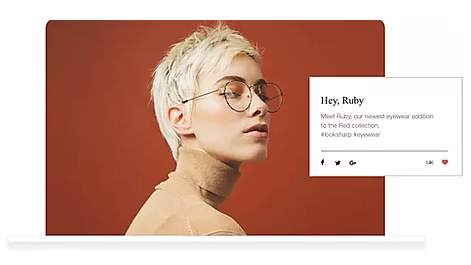 Hey, Ruby
Meet Ruby, our newest eyewear addition
to the Red collection.
#looksharp #eyewear
14K